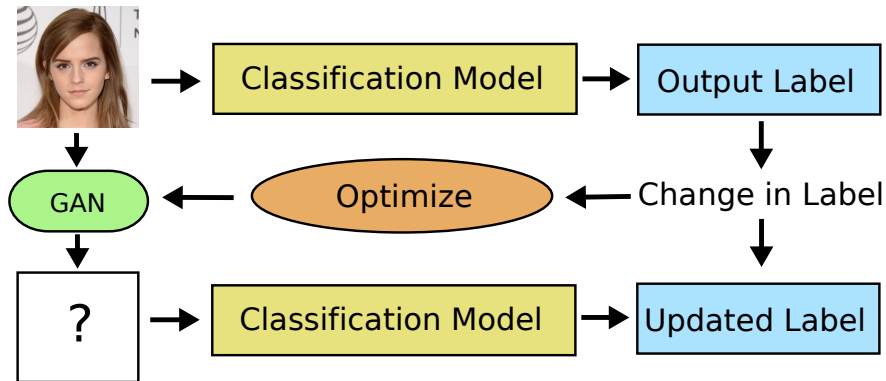 Classification Model
Output Label
GAN
Optimize
Change in Label
?
Classification Model
Updated Label